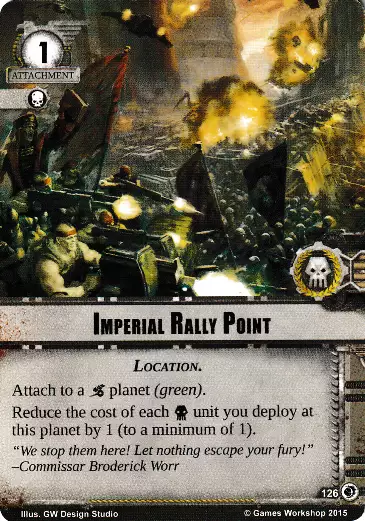 1
ATTACHMENT
IMPERIAL RALLY POINT
LOCATION.
Attach to a planet (green).
Reduce the cost of each unit you deploy at
this planet by 1 (to a minimum of 1).
“We stop them here! Let nothing escape your fury!”
–Commissar Broderick Worr
126
Illus. GW Design Studio
© Games Workshop 2015